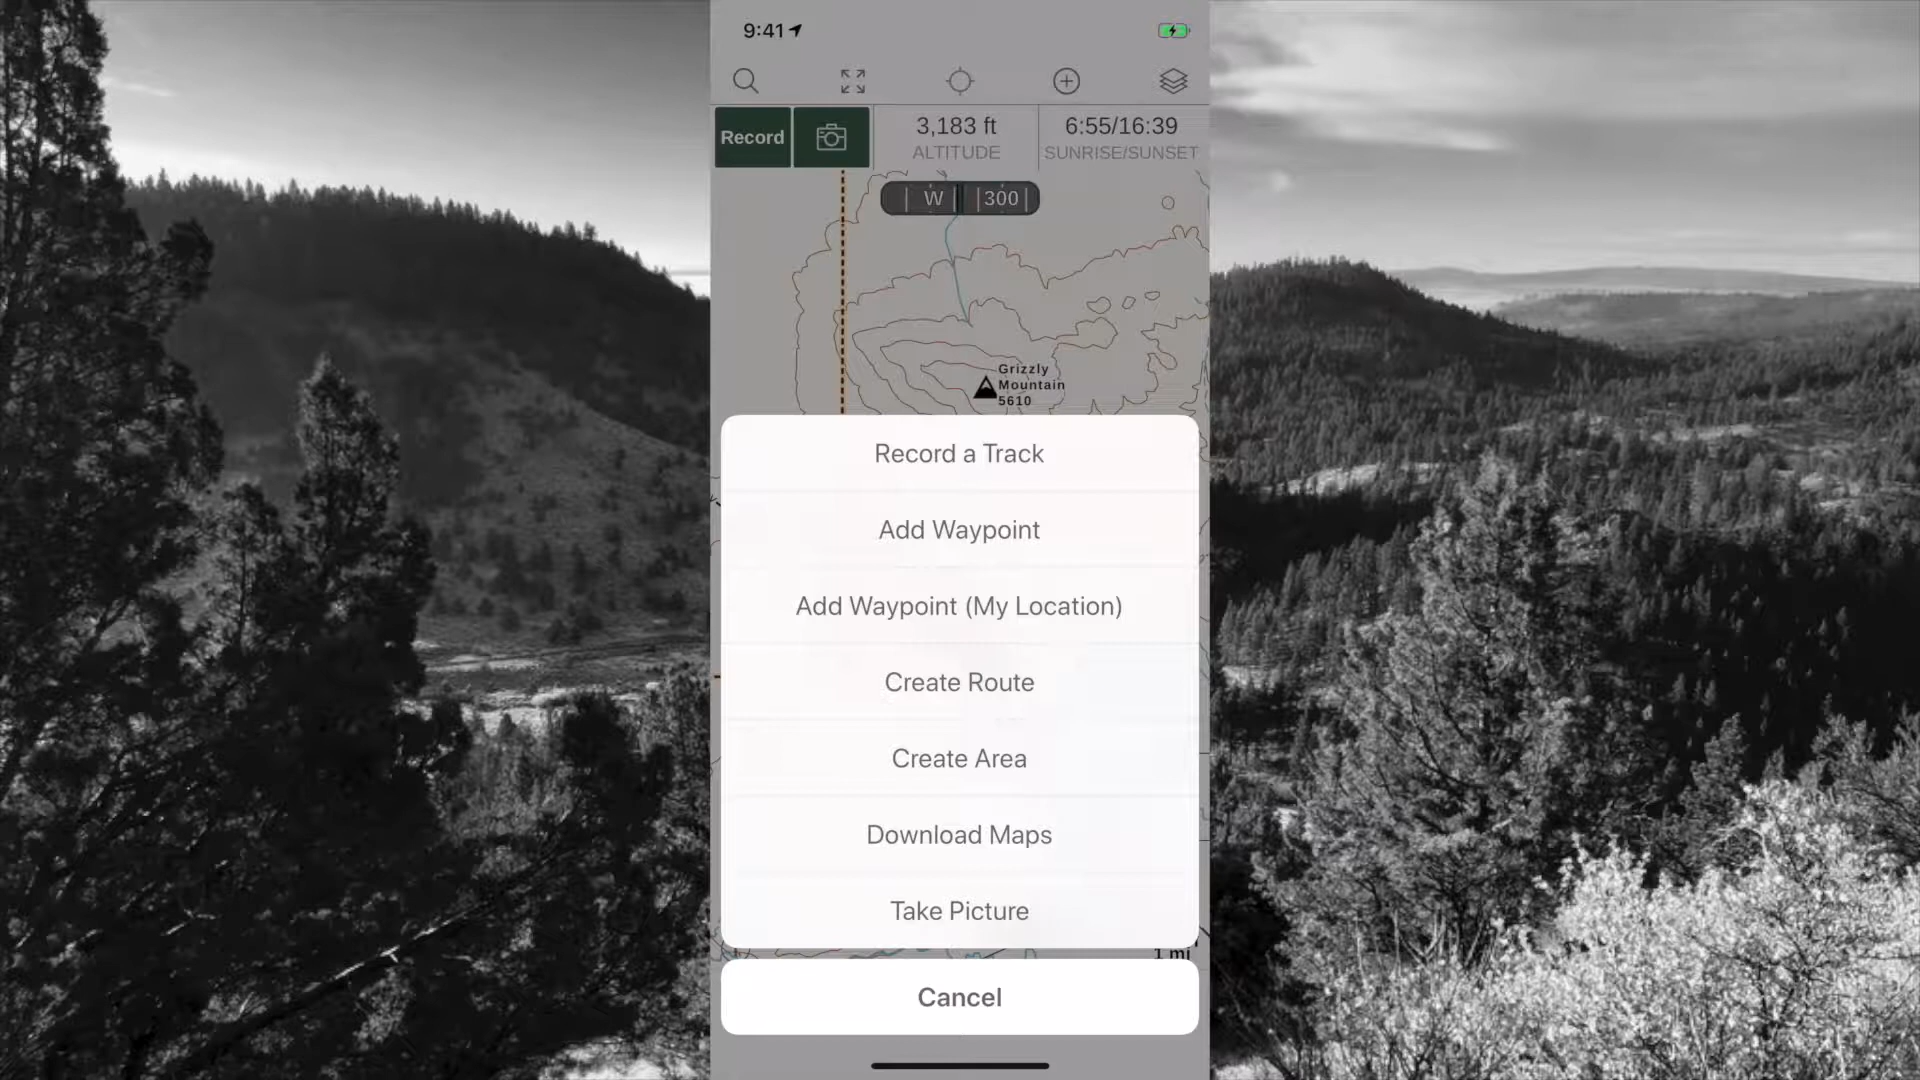 9:41
Record
3,183 ft
ALTITUDE
6:55/16:39
SUNRISE/SUNSET
W
300
Grizzly
Mountain
5610
Record a Track
Add Waypoint
Add Waypoint (My Location)
Create Route
Create Area
Download Maps
Take Picture
1 mi
Cancel